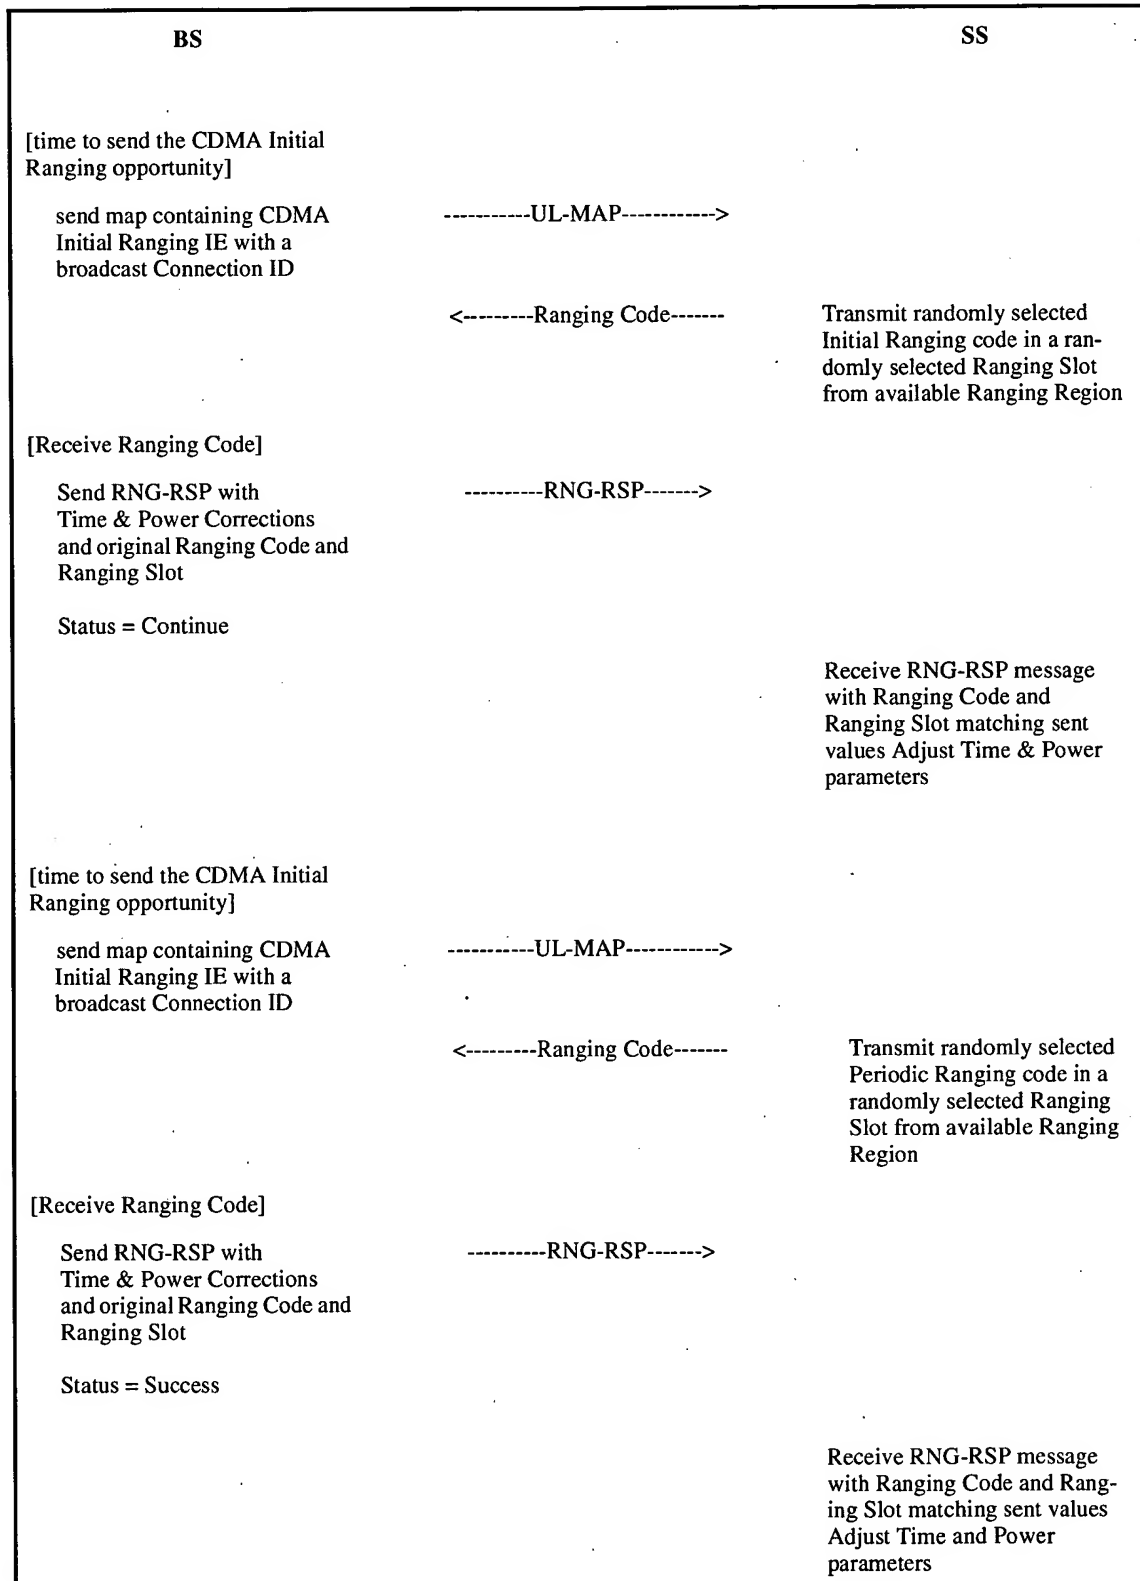 BS SS
[time to send the CDMA Initial
Ranging opportunity]
send map containing CDMA
Initial Ranging IE with a
broadcast Connection ID
-----------UL-MAP------------>
<---------Ranging Code-------
Transmit randomly selected
Initial Ranging code in a ran-
domly selected Ranging Slot
from available Ranging Region
[Receive Ranging Code]
Send RNG-RSP with
Time & Power Corrections
and original Ranging Code and
Ranging Slot
----------RNG-RSP------->
Status = Continue
Receive RNG-RSP message
with Ranging Code and
Ranging Slot matching sent
values Adjust Time & Power
parameters
[time to send the CDMA Initial
Ranging opportunity]
send map containing CDMA
Initial Ranging IE with a
broadcast Connection ID
-----------UL-MAP------------>
<---------Ranging Code-------
Transmit randomly selected
Periodic Ranging code in a
randomly selected Ranging
Slot from available Ranging
Region
[Receive Ranging Code]
Send RNG-RSP with
Time & Power Corrections
and original Ranging Code and
Ranging Slot
----------RNG-RSP------->
Status = Success
Receive RNG-RSP message
with Ranging Code and Rang-
ing Slot matching sent values
Adjust Time and Power
parameters